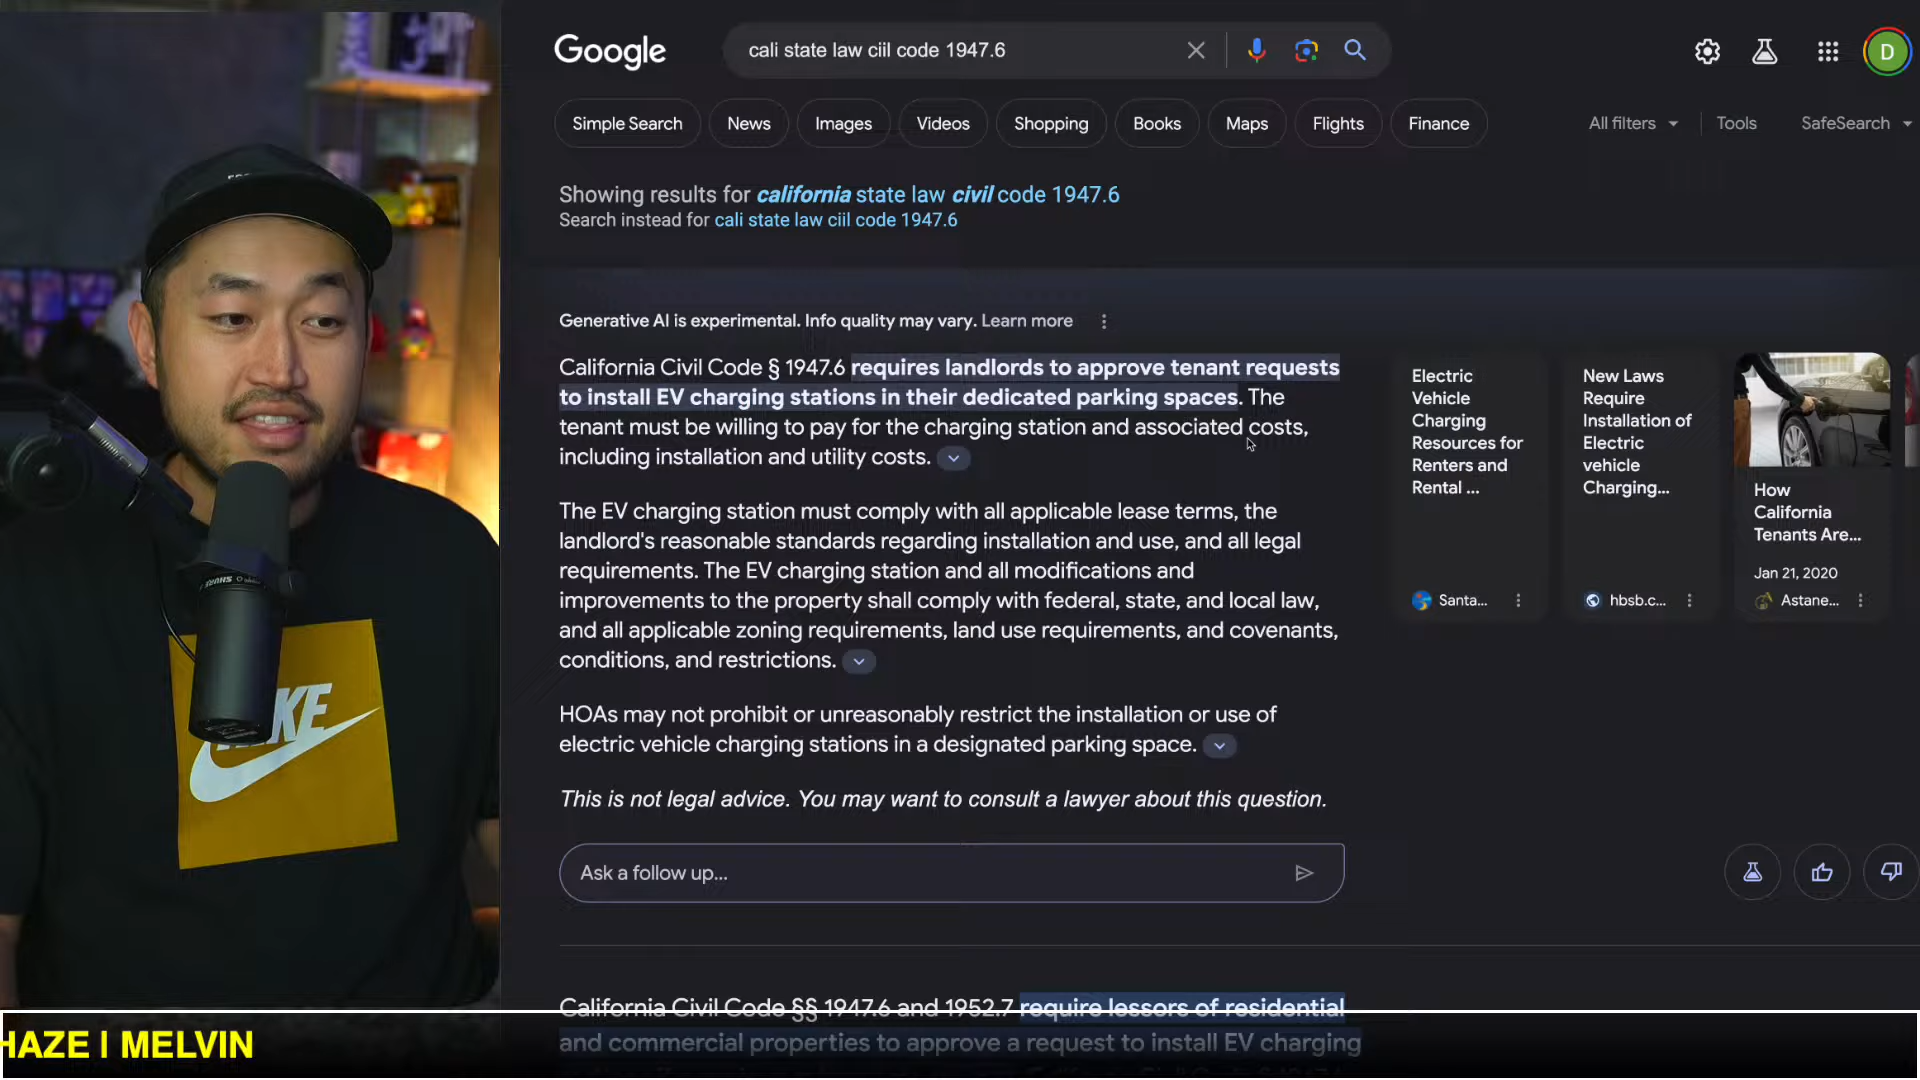 Google
cali state law ciil code 1947.6
D
Simple Search
News
Images
Videos
Shopping
Books
Maps
Flights
Finance
All filters
Tools
SafeSearch
Showing results for california state law civil code 1947.6
Search instead for cali state law ciil code 1947.6
Generative AI is experimental. Info quality may vary. Learn more
California Civil Code § 1947.6 requires landlords to approve tenant requests
to install EV charging stations in their dedicated parking spaces. The
tenant must be willing to pay for the charging station and associated costs,
including installation and utility costs.
The EV charging station must comply with all applicable lease terms, the
landlord's reasonable standards regarding installation and use, and all legal
requirements. The EV charging station and all modifications and
improvements to the property shall comply with federal, state, and local law,
and all applicable zoning requirements, land use requirements, and covenants,
conditions, and restrictions.
HOAs may not prohibit or unreasonably restrict the installation or use of
electric vehicle charging stations in a designated parking space.
This is not legal advice. You may want to consult a lawyer about this question.
Ask a follow up...
Electric
Vehicle
Charging
Resources for
Renters and
Rental ...
Santa...
New Laws
Require
Installation of
Electric
vehicle
Charging...
hbsb.c...
How
California
Tenants Are...
Jan 21, 2020
Astane...
California Civil Code §§ 1947.6 and 1952.7 require lessors of residential
and commercial properties to approve a request to install EV charging
SHURE
HAZE | MELVIN